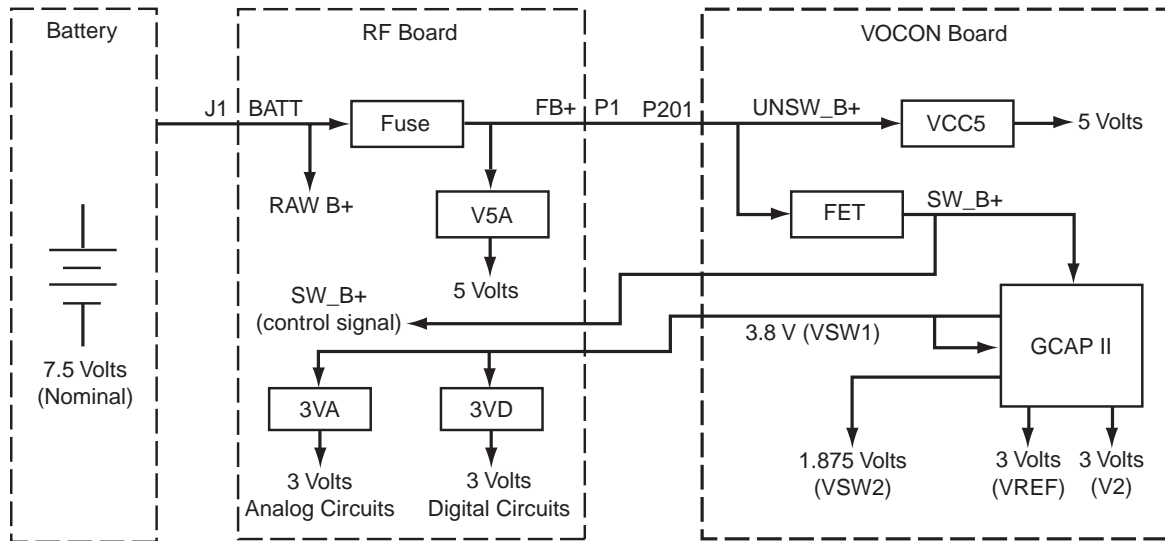 Battery
RF Board
VOCON Board
J1 BATT
Fuse
FB+ P1 P201
UNSW_B+
VCC5
5 Volts
RAW B+
V5A
FET
SW_B+
5 Volts
SW_B+
(control signal)
3.8 V (VSW1)
GCAP II
7.5 Volts
(Nominal)
3VA
3VD
3 Volts
Analog Circuits
3 Volts
Digital Circuits
1.875 Volts
(VSW2)
3 Volts
(VREF)
3 Volts
(V2)